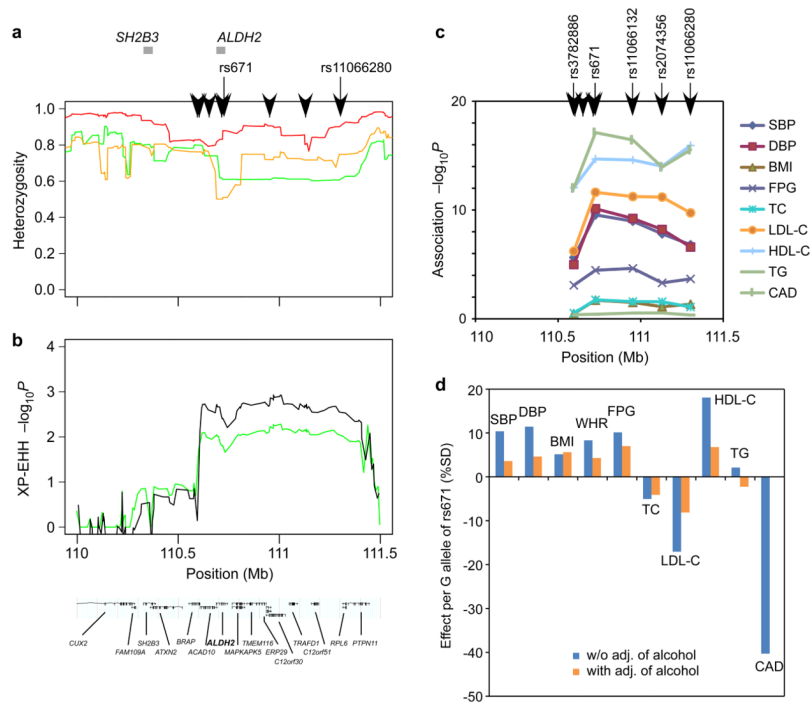 a
SH2B3
ALDH2
rs671
rs11066280
1.0
0.8
0.6
0.4
0.2
0.0
Heterozygosity
b
4
3
2
1
0
XP-EHH –log10P
110
110.5
111
111.5
Position (Mb)
CUX2
FAM109A
SH2B3
ATXN2
BRAP
ACAD10
ALDH2
MAPKAPK5
TMEM116
ERP29
C12orf30
TRAFD1
C12orf51
RPL6
PTPN11
c
rs3782886
rs671
rs11066132
rs2074356
rs11066280
20
10
0
Association –log10P
110
110.5
111
111.5
Position (Mb)
SBP
DBP
BMI
FPG
TC
LDL-C
HDL-C
TG
CAD
d
20
10
0
-10
-20
-30
-40
-50
Effect per G allele of rs671 (%SD)
SBP
DBP
BMI
WHR
FPG
TC
LDL-C
HDL-C
TG
CAD
w/o adj. of alcohol
with adj. of alcohol